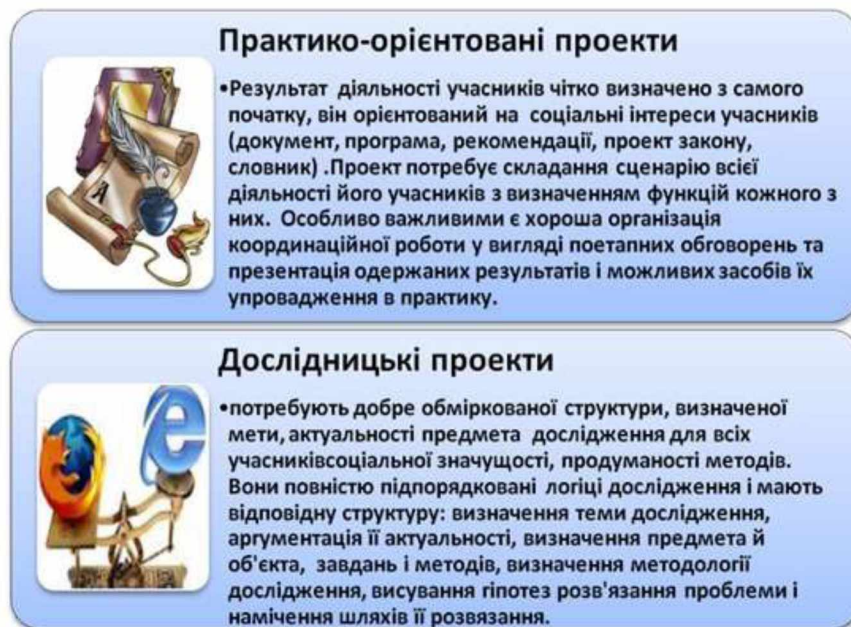 Практико-орієнтовані проекти
•Результат діяльності учасників чітко визначено з самого
початку, він орієнтований на соціальні інтереси учасників
(документ, програма, рекомендації, проект закону,
словник) .Проект потребує складання сценарію всієї
діяльності його учасників з визначенням функцій кожного з
них. Особливо важливими є хороша організація
координаційної роботи у вигляді поетапних обговорень та
презентація одержаних результатів і можливих засобів їх
упровадження в практику.
Дослідницькі проекти
•потребують добре обміркованої структури, визначеної
мети, актуальності предмета дослідження для всіх
учасниківсоціальної значущості, продуманості методів.
Вони повністю підпорядковані логіці дослідження і мають
відповідну структуру: визначення теми дослідження,
аргументація її актуальності, визначення предмета й
об'єкта, завдань і методів, визначення методології
дослідження, висування гіпотез розв'язання проблеми і
намічення шляхів її розвязання.